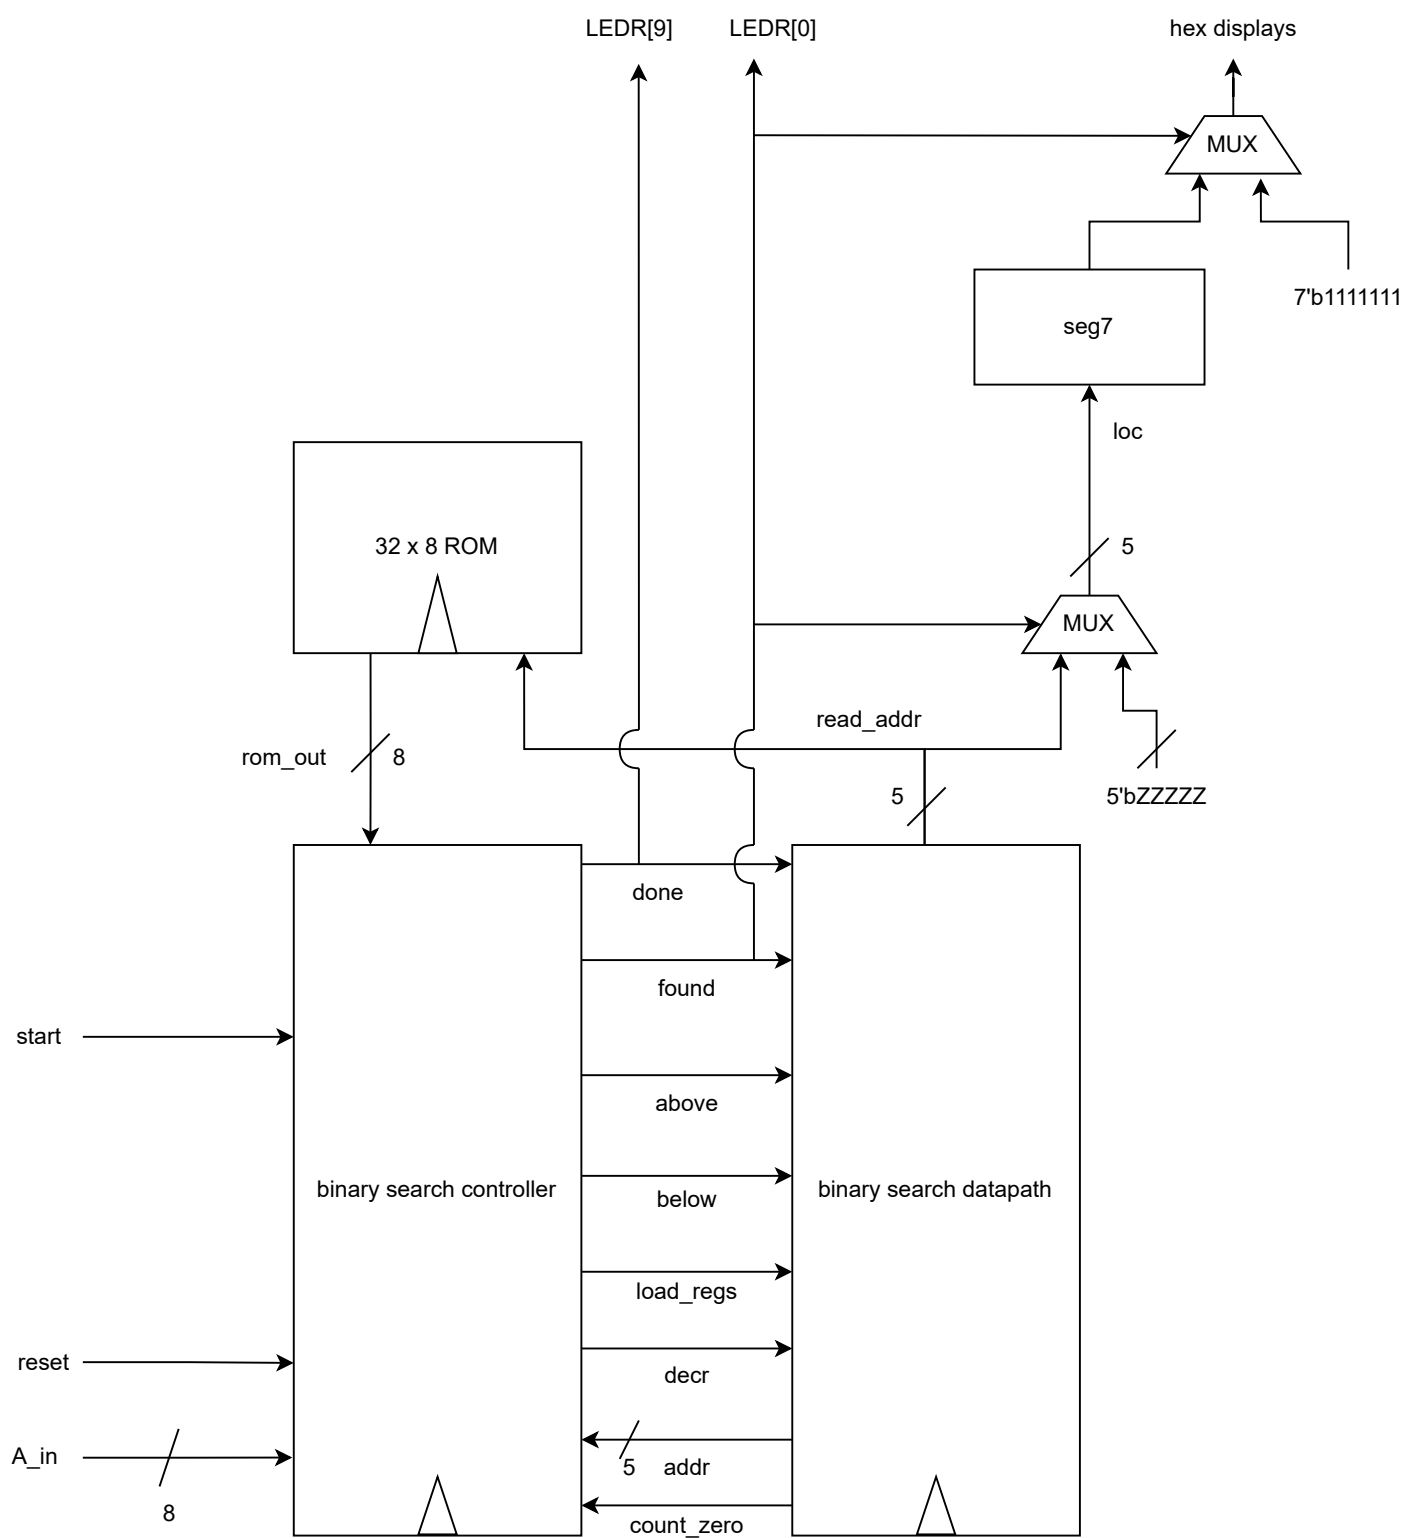 LEDR[9]
LEDR[0]
hex displays
MUX
7'b1111111
seg7
loc
32 x 8 ROM
5
MUX
read_addr
rom_out
8
5
5'bZZZZZ
done
found
start
above
binary search controller
binary search datapath
below
load_regs
reset
decr
A_in
5
addr
8
count_zero